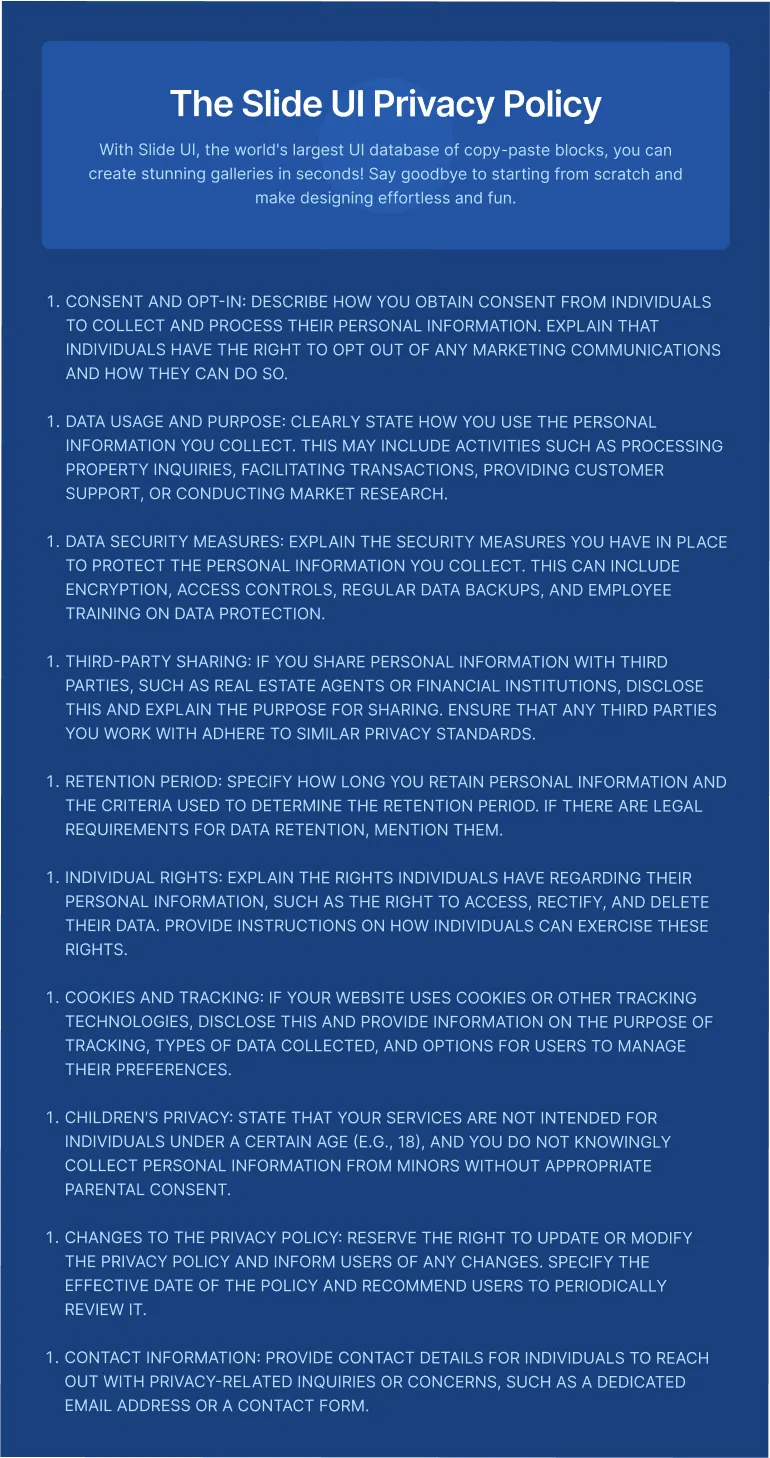 The Slide UI Privacy Policy
With Slide UI, the world's largest UI database of copy-paste blocks, you can
create stunning galleries in seconds! Say goodbye to starting from scratch and
make designing effortless and fun.
1. CONSENT AND OPT-IN: DESCRIBE HOW YOU OBTAIN CONSENT FROM INDIVIDUALS
TO COLLECT AND PROCESS THEIR PERSONAL INFORMATION. EXPLAIN THAT
INDIVIDUALS HAVE THE RIGHT TO OPT OUT OF ANY MARKETING COMMUNICATIONS
AND HOW THEY CAN DO SO.
1. DATA USAGE AND PURPOSE: CLEARLY STATE HOW YOU USE THE PERSONAL
INFORMATION YOU COLLECT. THIS MAY INCLUDE ACTIVITIES SUCH AS PROCESSING
PROPERTY INQUIRIES, FACILITATING TRANSACTIONS, PROVIDING CUSTOMER
SUPPORT, OR CONDUCTING MARKET RESEARCH.
1. DATA SECURITY MEASURES: EXPLAIN THE SECURITY MEASURES YOU HAVE IN PLACE
TO PROTECT THE PERSONAL INFORMATION YOU COLLECT. THIS CAN INCLUDE
ENCRYPTION, ACCESS CONTROLS, REGULAR DATA BACKUPS, AND EMPLOYEE
TRAINING ON DATA PROTECTION.
1. THIRD-PARTY SHARING: IF YOU SHARE PERSONAL INFORMATION WITH THIRD
PARTIES, SUCH AS REAL ESTATE AGENTS OR FINANCIAL INSTITUTIONS, DISCLOSE
THIS AND EXPLAIN THE PURPOSE FOR SHARING. ENSURE THAT ANY THIRD PARTIES
YOU WORK WITH ADHERE TO SIMILAR PRIVACY STANDARDS.
1. RETENTION PERIOD: SPECIFY HOW LONG YOU RETAIN PERSONAL INFORMATION AND
THE CRITERIA USED TO DETERMINE THE RETENTION PERIOD. IF THERE ARE LEGAL
REQUIREMENTS FOR DATA RETENTION, MENTION THEM.
1. INDIVIDUAL RIGHTS: EXPLAIN THE RIGHTS INDIVIDUALS HAVE REGARDING THEIR
PERSONAL INFORMATION, SUCH AS THE RIGHT TO ACCESS, RECTIFY, AND DELETE
THEIR DATA. PROVIDE INSTRUCTIONS ON HOW INDIVIDUALS CAN EXERCISE THESE
RIGHTS.
1. COOKIES AND TRACKING: IF YOUR WEBSITE USES COOKIES OR OTHER TRACKING
TECHNOLOGIES, DISCLOSE THIS AND PROVIDE INFORMATION ON THE PURPOSE OF
TRACKING, TYPES OF DATA COLLECTED, AND OPTIONS FOR USERS TO MANAGE
THEIR PREFERENCES.
1. CHILDREN'S PRIVACY: STATE THAT YOUR SERVICES ARE NOT INTENDED FOR
INDIVIDUALS UNDER A CERTAIN AGE (E.G., 18), AND YOU DO NOT KNOWINGLY
COLLECT PERSONAL INFORMATION FROM MINORS WITHOUT APPROPRIATE
PARENTAL CONSENT.
1. CHANGES TO THE PRIVACY POLICY: RESERVE THE RIGHT TO UPDATE OR MODIFY
THE PRIVACY POLICY AND INFORM USERS OF ANY CHANGES. SPECIFY THE
EFFECTIVE DATE OF THE POLICY AND RECOMMEND USERS TO PERIODICALLY
REVIEW IT.
1. CONTACT INFORMATION: PROVIDE CONTACT DETAILS FOR INDIVIDUALS TO REACH
OUT WITH PRIVACY-RELATED INQUIRIES OR CONCERNS, SUCH AS A DEDICATED
EMAIL ADDRESS OR A CONTACT FORM.